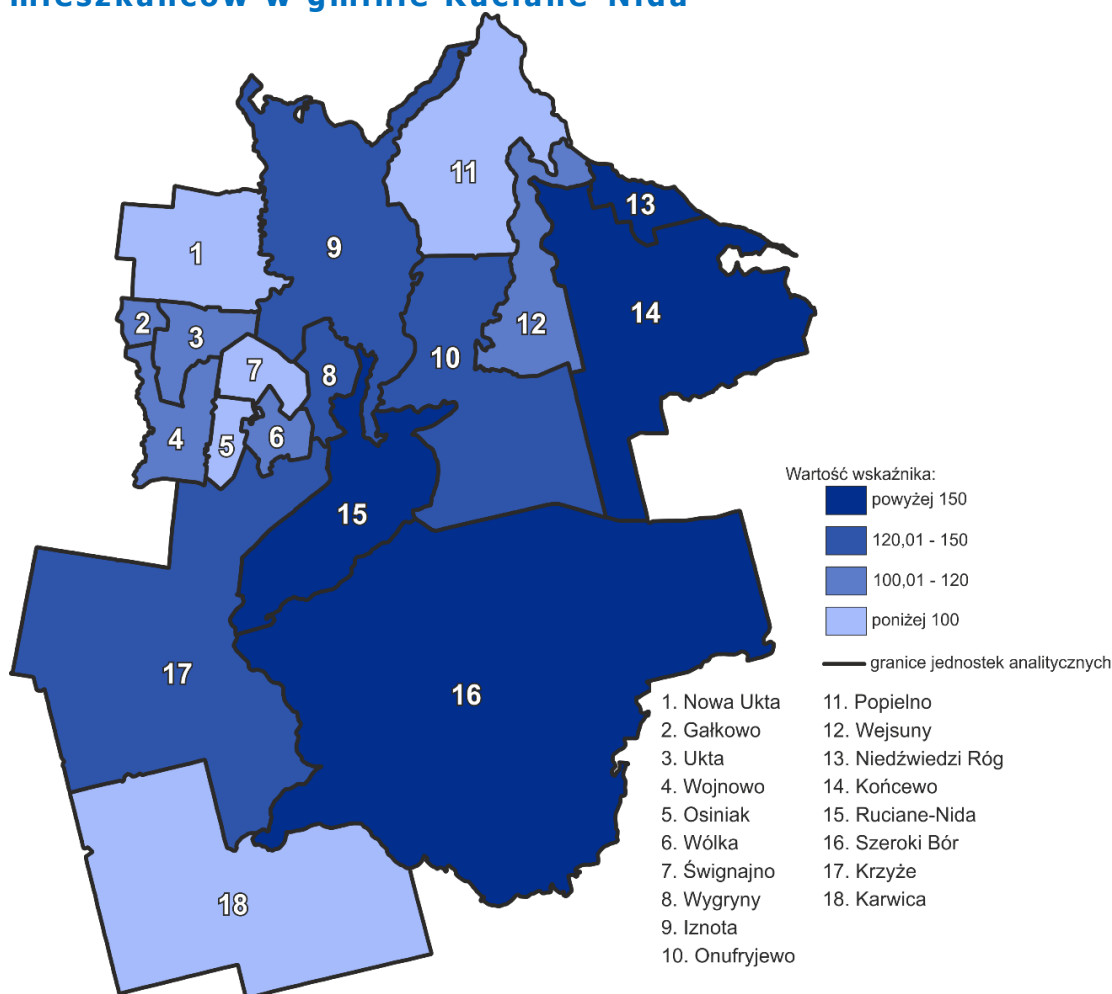 mieszkańców w gminie Ruciane-Nida
11
13
1
9
14
2
3
12
10
7
8
6
4
5
15
17
16
18
Wartość wskaźnika:
powyżej 150
120,01 - 150
100,01 - 120
poniżej 100
granice jednostek analitycznych
1. Nowa Ukta
2. Gałkowo
3. Ukta
4. Wojnowo
5. Osiniak
6. Wólka
7. Śwignajno
8. Wygryny
9. Iznota
10. Onufryjewo
11. Popielno
12. Wejsuny
13. Niedźwiedzi Róg
14. Końcewo
15. Ruciane-Nida
16. Szeroki Bór
17. Krzyże
18. Karwica